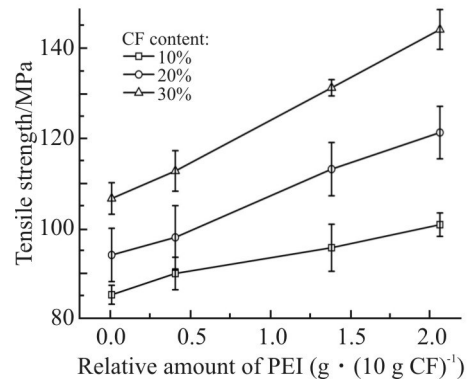 CF content:
10%
20%
30%
Tensile strength/MPa
140
120
100
80
0.0 0.5 1.0 1.5 2.0
Relative amount of PEI (g · (10 g CF)⁻¹